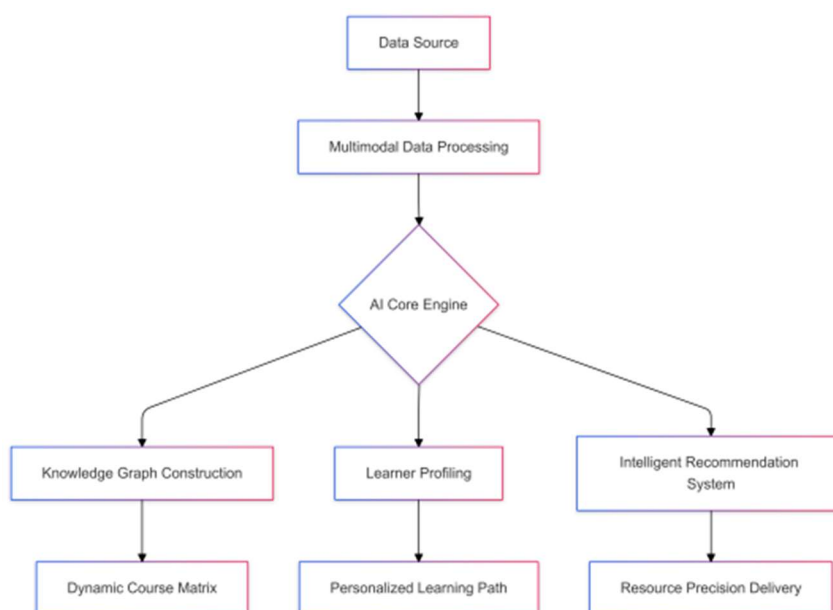 Data Source
Multimodal Data Processing
AI Core Engine
Knowledge Graph Construction
Learner Profiling
Intelligent Recommendation
System
Dynamic Course Matrix
Personalized Learning Path
Resource Precision Delivery